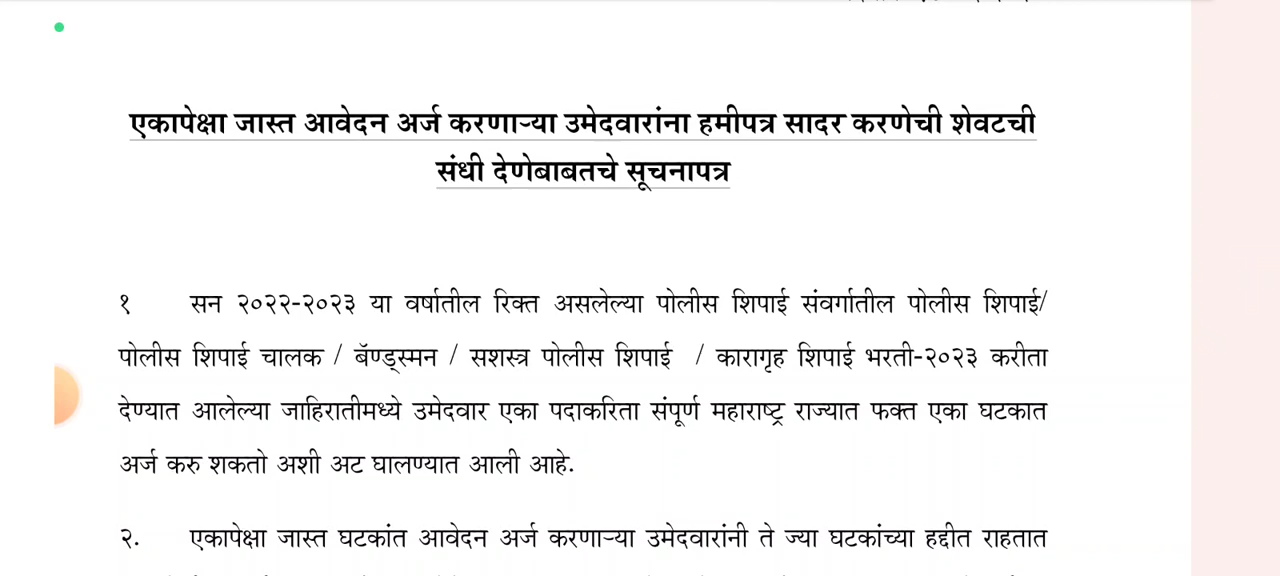 एकापेक्षा जास्त आवेदन अर्ज करणाऱ्या उमेदवारांना हमीपत्र सादर करणेची शेवटची
संधी देणेबाबतचे सूचनापत्र
१ सन २०२२-२०२३ या वर्षातील रिक्त असलेल्या पोलीस शिपाई संवर्गातील पोलीस शिपाई/
पोलीस शिपाई चालक / बॅण्ड्स्मन / सशस्त्र पोलीस शिपाई / कारागृह शिपाई भरती-२०२३ करीता
देण्यात आलेल्या जाहिरातीमध्ये उमेदवार एका पदाकरिता संपूर्ण महाराष्ट्र राज्यात फक्त एका घटकात
अर्ज करु शकतो अशी अट घालण्यात आली आहे.
२. एकापेक्षा जास्त घटकांत आवेदन अर्ज करणाऱ्या उमेदवारांनी ते ज्या घटकांच्या हद्दीत राहतात